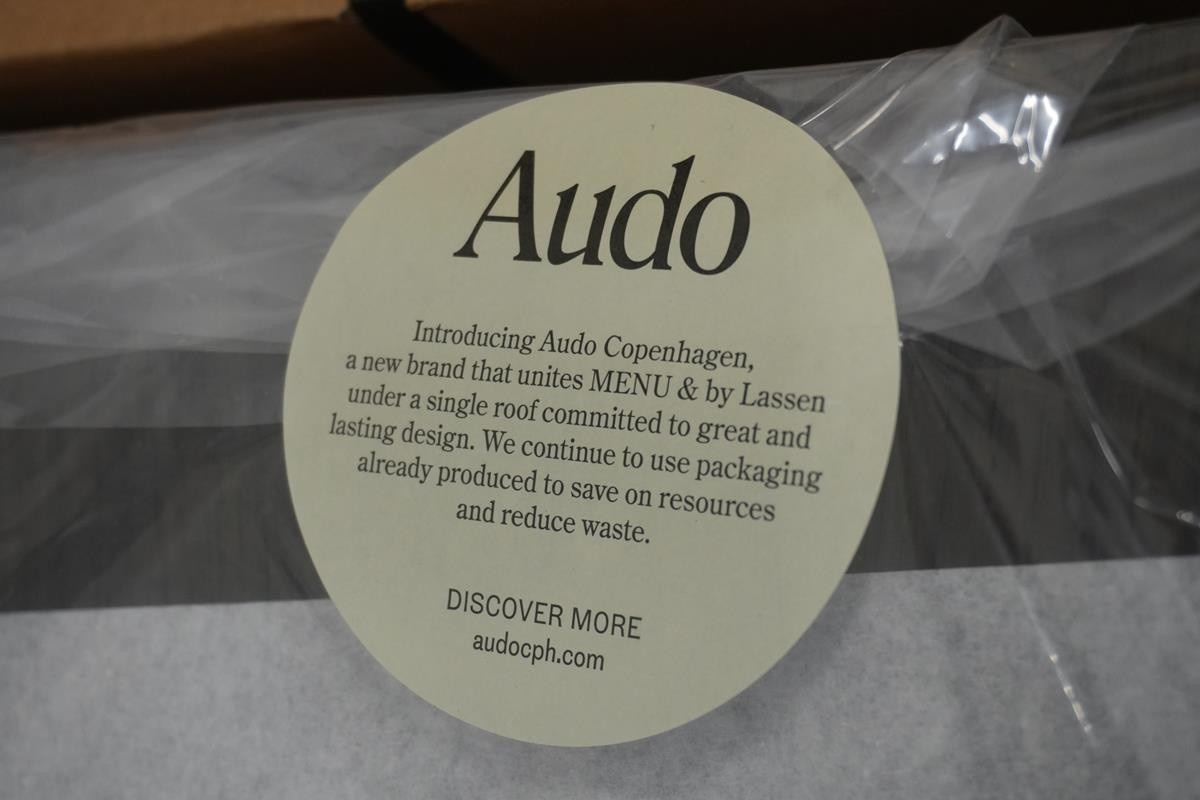 Audo
Introducing Audo Copenhagen,
a new brand that unites MENU & by Lassen
under a single roof committed to great and
lasting design. We continue to use packaging
already produced to save on resources
and reduce waste.
DISCOVER MORE
audocph.com